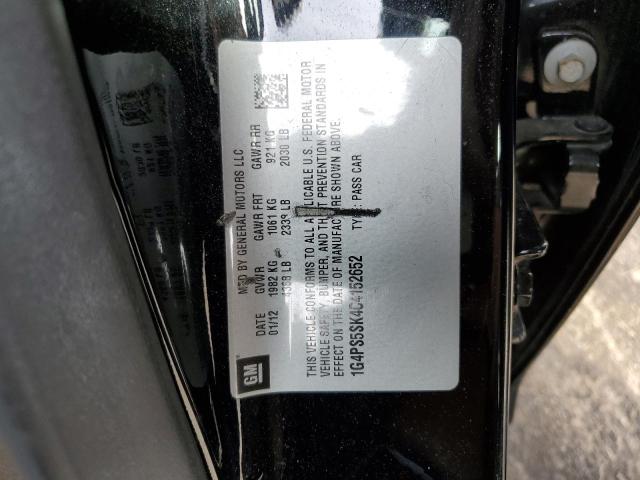 GM
MFD BY GENERAL MOTORS LLC
DATE GVWR GAWR FRT GAWR RR
01/12 1982 KG 1061 KG 921 KG
4368 LB 2339 LB 2030 LB
THIS VEHICLE CONFORMS TO ALL APPLICABLE U.S. FEDERAL MOTOR
VEHICLE SAFETY, BUMPER, AND THEFT PREVENTION STANDARDS IN
EFFECT ON THE DATE OF MANUFACTURE SHOWN ABOVE.
1G4PS5SK4C4152652 TYPE: PASS CAR